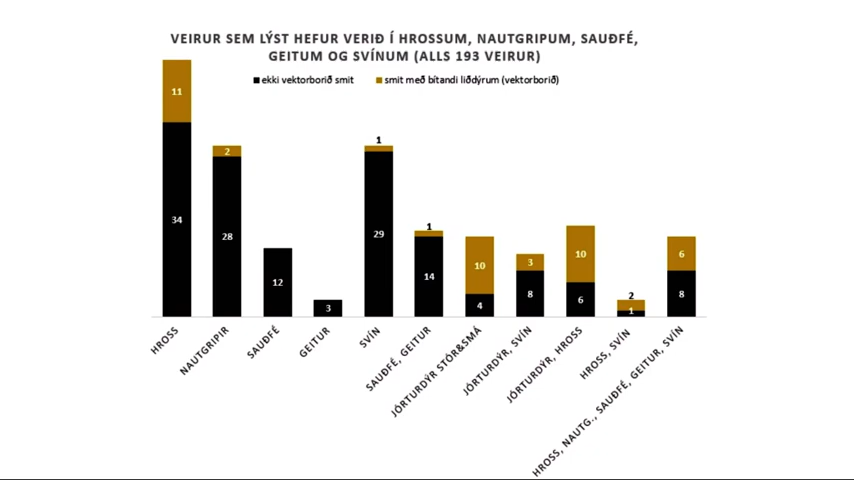 VEIRUR SEM LÝST HEFUR VERIÐ Í HROSSUM, NAUTGRIPUM, SAUÐFÉ,
GEITUM OG SVÍNUM (ALLS 193 VEIRUR)
ekki vektorborið smit
smit með bítandi liðdýrum (vektorborið)
11
34
2
28
12
3
1
29
1
14
10
4
3
8
10
6
2
1
6
8
HROSS
NAUTGRIPIR
SAUÐFÉ
GEITUR
SVÍN
SAUÐFÉ, GEITUR
JÓRTURDÝR STÓR&SMÁ
JÓRTURDÝR, SVÍN
JÓRTURDÝR, HROSS
HROSS, SVÍN
HROSS, NAUTG., SAUÐFÉ, GEITUR, SVÍN